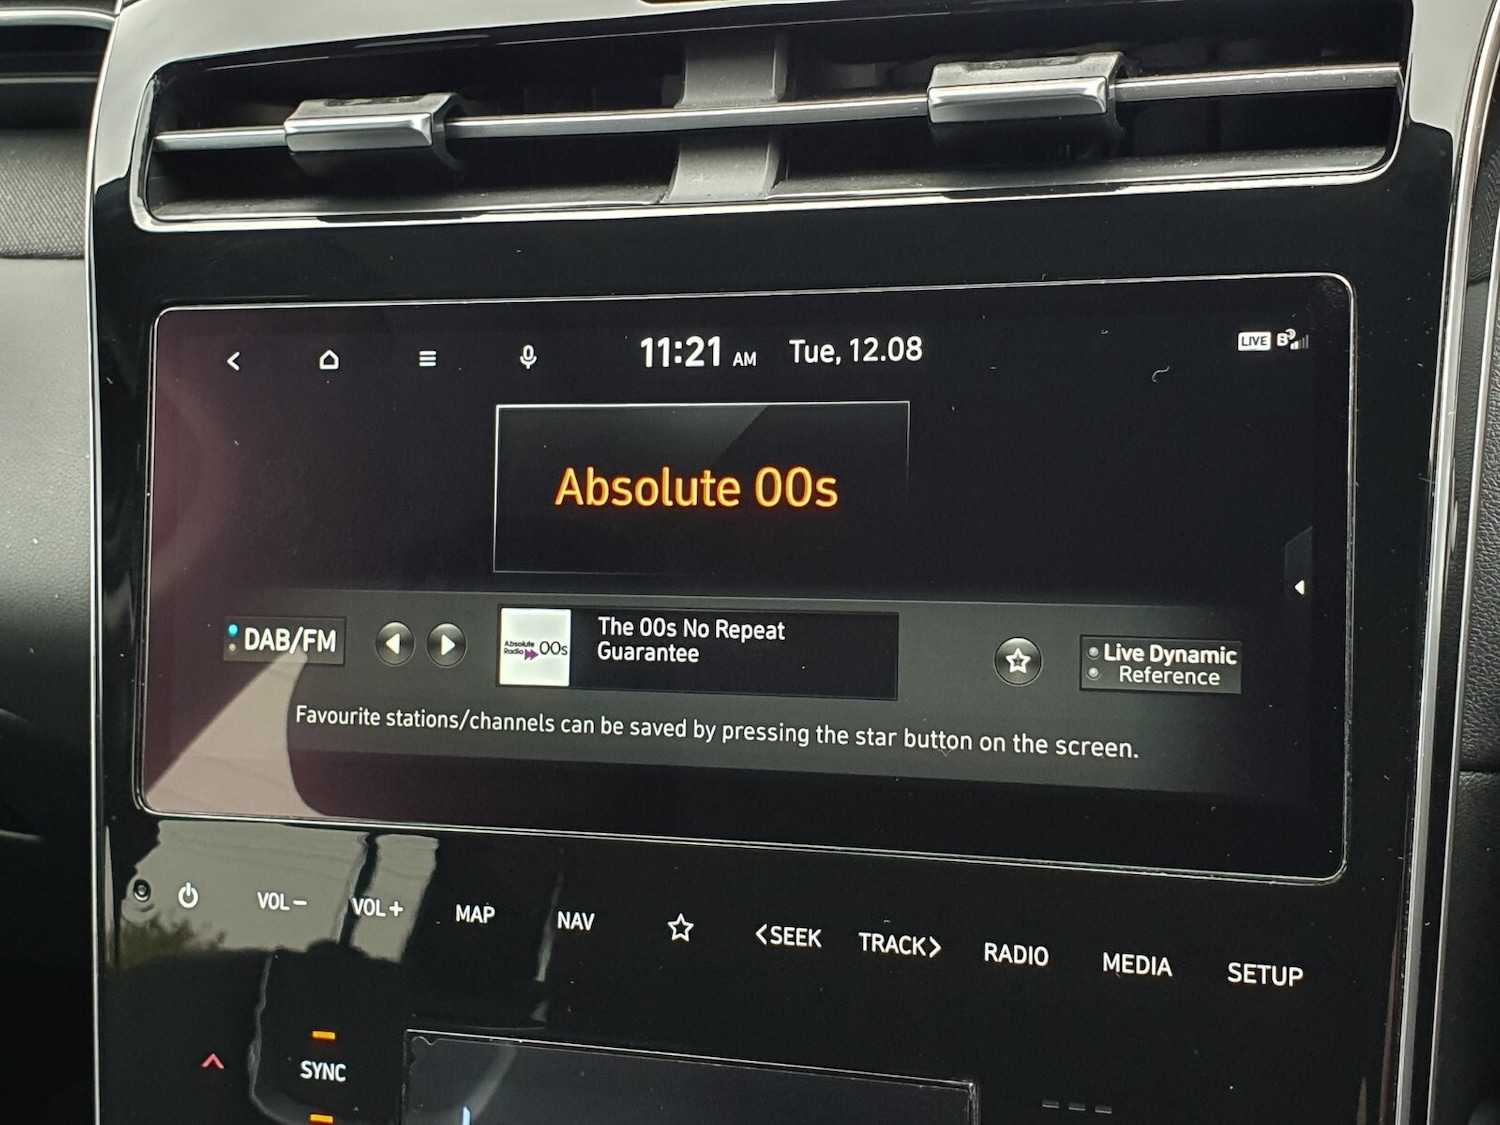 11:21 AM Tue, 12.08
LIVE B
Absolute 00s
DAB/FM
Absolute
Radio 00s
The 00s No Repeat
Guarantee
Live Dynamic
Reference
Favourite stations/channels can be saved by pressing the star button on the screen.
VOL− VOL+ MAP NAV <SEEK TRACK> RADIO MEDIA SETUP
SYNC